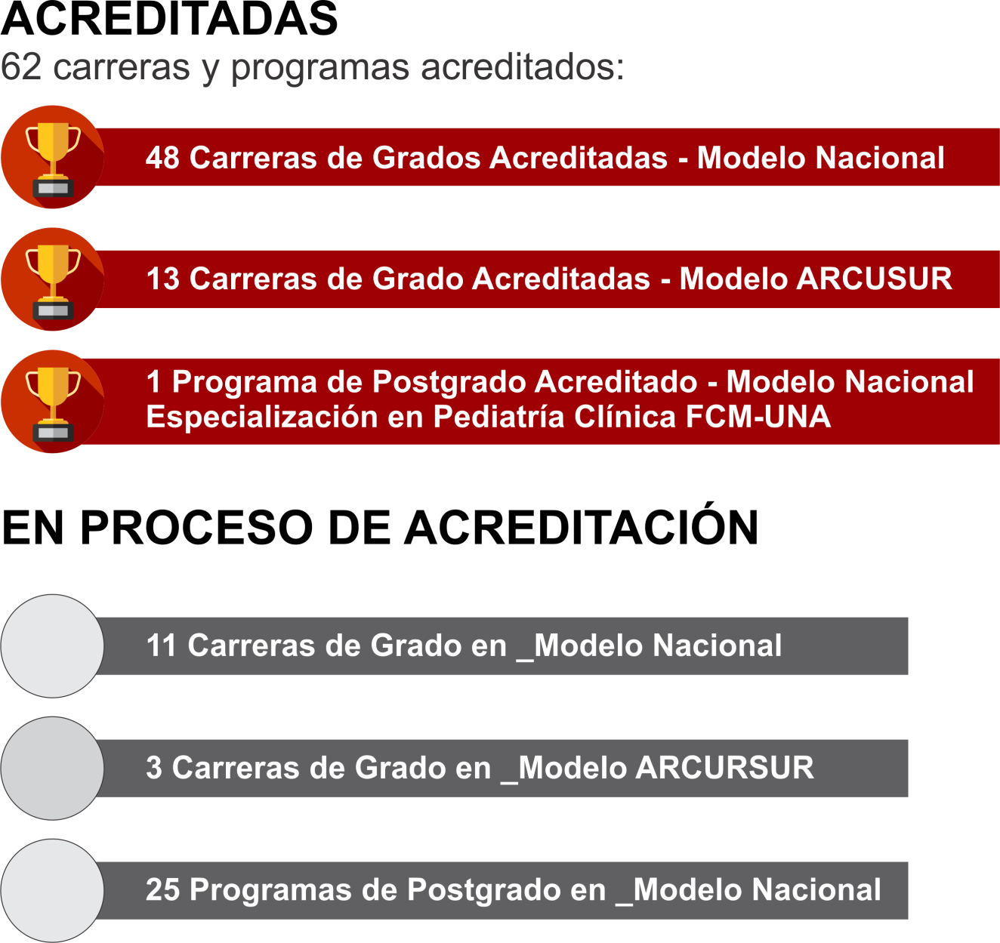 ACREDITADAS
62 carreras y programas acreditados:
48 Carreras de Grados Acreditadas - Modelo Nacional
13 Carreras de Grado Acreditadas - Modelo ARCUSUR
1 Programa de Postgrado Acreditado - Modelo Nacional
Especialización en Pediatría Clínica FCM-UNA
EN PROCESO DE ACREDITACIÓN
11 Carreras de Grado en _Modelo Nacional
3 Carreras de Grado en _Modelo ARCURSUR
25 Programas de Postgrado en _Modelo Nacional